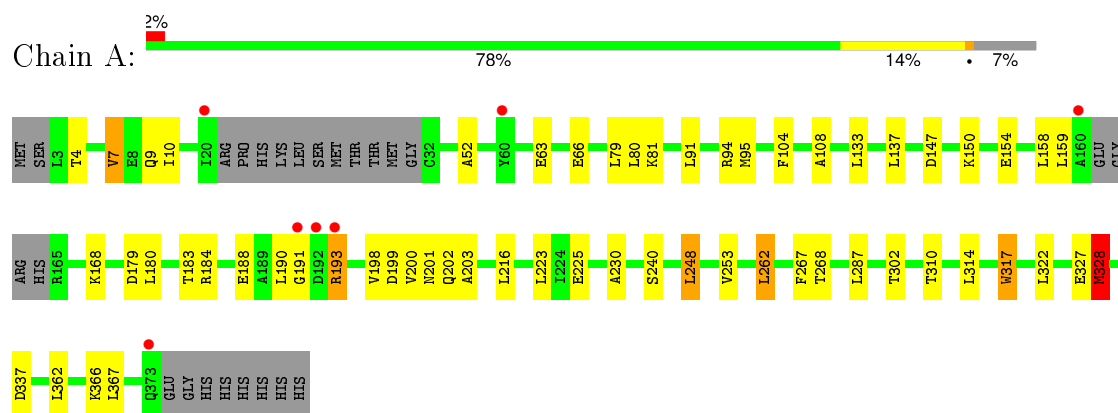 2%
Chain A:
78% 14% • 7%
MET SER L3 T4 V7 E8 Q9 I10 I20 ARG PRO HIS LYS LEU SER MET THR THR MET GLY C32 A52 Y60 E63 E66 L79 L80 K81 L91 R94 M95 F104 A108 L133 L137 D147 K150 E154 L158 L159 A160 GLU GLY
ARG HIS R165 K168 D179 L180 T183 R184 E188 A189 L190 G191 D192 R193 V198 D199 V200 N201 Q202 A203 L216 L223 I224 E225 A230 S240 L248 V253 L262 F267 T268 L287 T302 T310 L314 W317 L322 E327 M328
D337 L362 K366 L367 Q373 GLU GLY HIS HIS HIS HIS HIS HIS